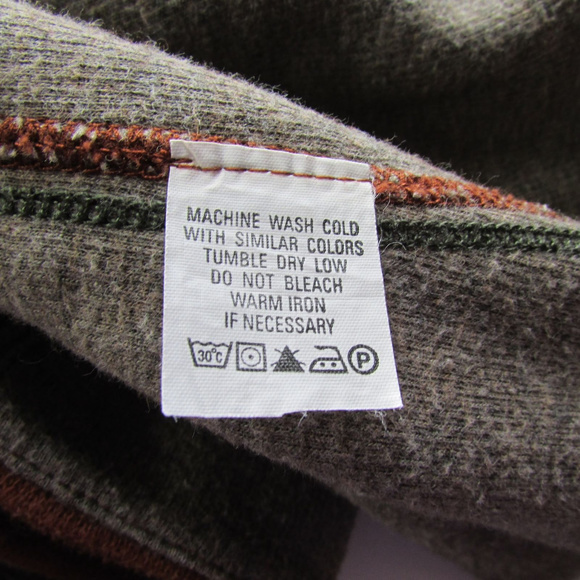 MACHINE WASH COLD
WITH SIMILAR COLORS
TUMBLE DRY LOW
DO NOT BLEACH
WARM IRON
IF NECESSARY
30°C P